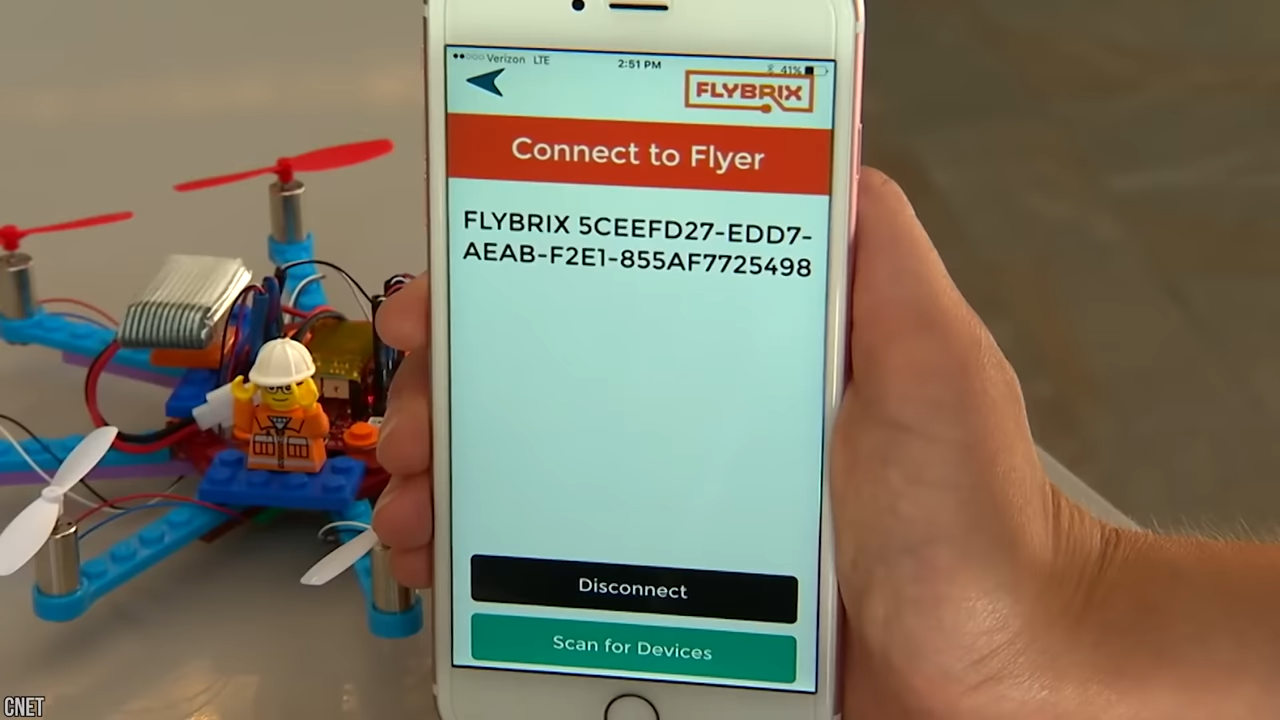 ●●○○○ Verizon LTE 2:51 PM 41%
FLYBRIX
Connect to Flyer
FLYBRIX 5CEEFD27-EDD7-
AEAB-F2E1-855AF7725498
Disconnect
Scan for Devices
CNET